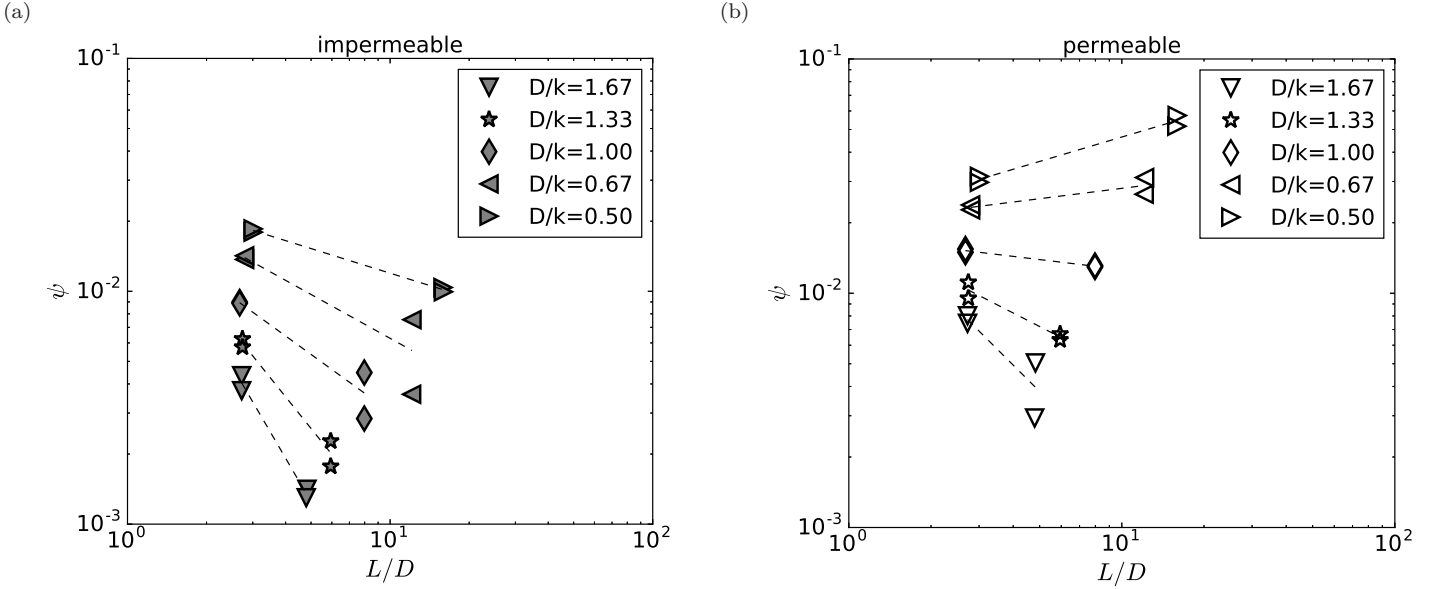 (a)
impermeable
10^-1
10^-2
10^-3
ψ
10^0
10^1
10^2
L/D
D/k=1.67
D/k=1.33
D/k=1.00
D/k=0.67
D/k=0.50
(b)
permeable
10^-1
10^-2
10^-3
ψ
10^0
10^1
10^2
L/D
D/k=1.67
D/k=1.33
D/k=1.00
D/k=0.67
D/k=0.50